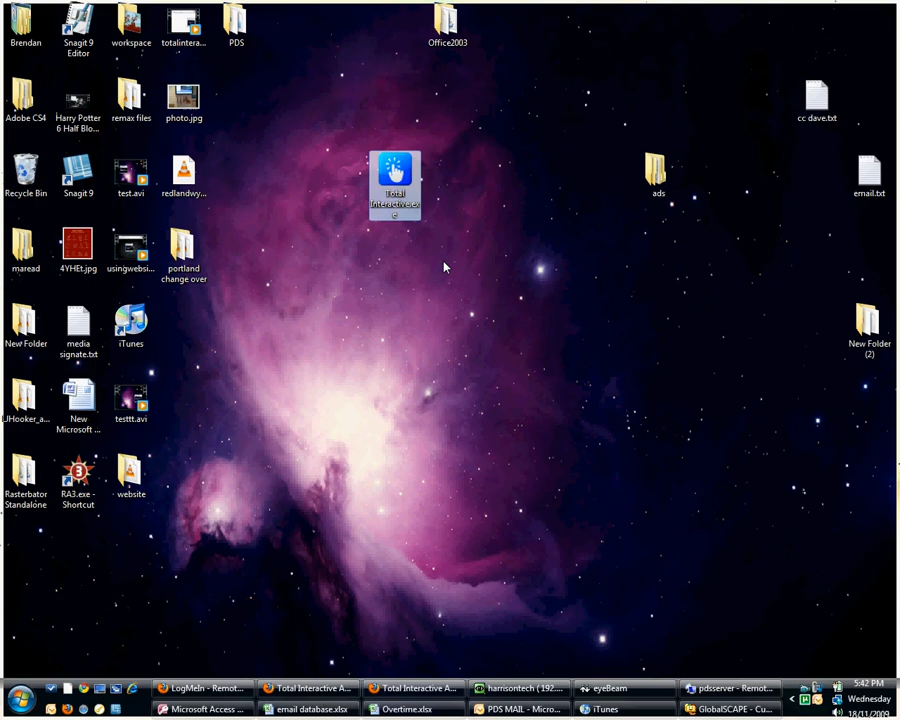 Brendan
Snagit 9
Editor
workspace
totalintera...
PDS
Office2003
Adobe CS4
Harry Potter
6 Half Blo...
remax files
photo.jpg
cc dave.txt
Recycle Bin
Snagit 9
test.avi
redlandwy...
Total
Interactive.ex
e
ads
email.txt
maread
4YHEt.jpg
usingwebsi...
portland
change over
New Folder
media
signate.txt
iTunes
New Folder
(2)
IJHooker_a...
New
Microsoft ...
testtt.avi
Rasterbator
Standalone
3
RA3.exe -
Shortcut
website
LogMeIn - Remot...
Total Interactive A...
Total Interactive A...
harrisontech ( 192....
eyeBeam
pdsserver - Remot...
5:42 PM
Wednesday
Microsoft Access ...
email database.xlsx
Overtime.xlsx
PDS MAIL - Micro...
iTunes
GlobalSCAPE - Cu...
18/11/2009